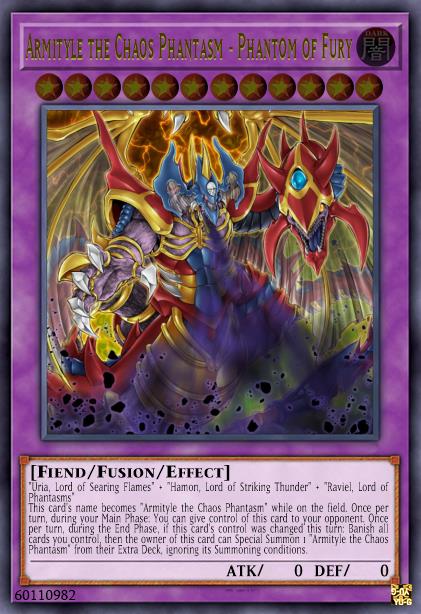 Armityle the Chaos Phantasm - Phantom of Fury
DARK
闇
[Fiend/Fusion/Effect]
"Uria, Lord of Searing Flames" + "Hamon, Lord of Striking Thunder" + "Raviel, Lord of
Phantasms"
This card's name becomes "Armityle the Chaos Phantasm" while on the field. Once per
turn, during your Main Phase: You can give control of this card to your opponent. Once
per turn, during the End Phase, if this card's control was changed this turn: Banish all
cards you control, then the owner of this card can Special Summon 1 "Armityle the Chaos
Phantasm" from their Extra Deck, ignoring its Summoning conditions.
ATK/ 0 DEF/ 0
60110982